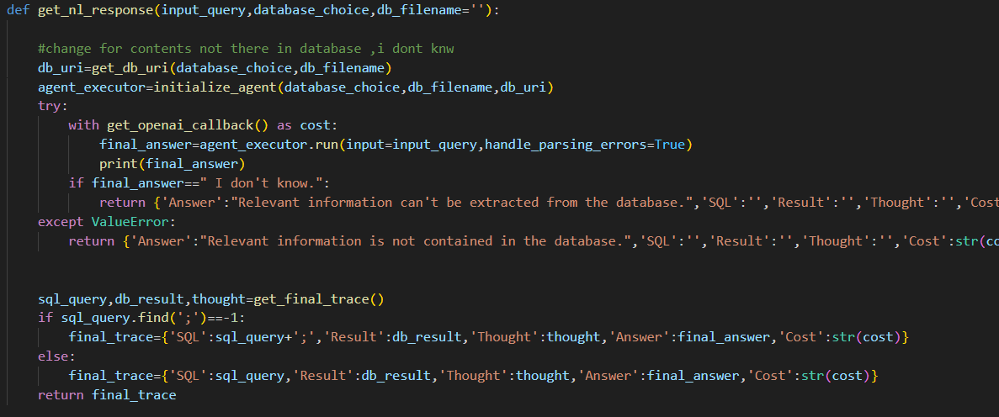 def get_nl_response(input_query,database_choice,db_filename=''):
#change for contents not there in database ,i dont knw
db_uri=get_db_uri(database_choice,db_filename)
agent_executor=initialize_agent(database_choice,db_filename,db_uri)
try:
with get_openai_callback() as cost:
final_answer=agent_executor.run(input=input_query,handle_parsing_errors=True)
print(final_answer)
if final_answer==" I don't know.":
return {'Answer':"Relevant information can't be extracted from the database.",'SQL':'','Result':'','Thought':'','Cost
except ValueError:
return {'Answer':"Relevant information is not contained in the database.",'SQL':'','Result':'','Thought':'','Cost':str(co
sql_query,db_result,thought=get_final_trace()
if sql_query.find(';')==-1:
final_trace={'SQL':sql_query+';','Result':db_result,'Thought':thought,'Answer':final_answer,'Cost':str(cost)}
else:
final_trace={'SQL':sql_query,'Result':db_result,'Thought':thought,'Answer':final_answer,'Cost':str(cost)}
return final_trace